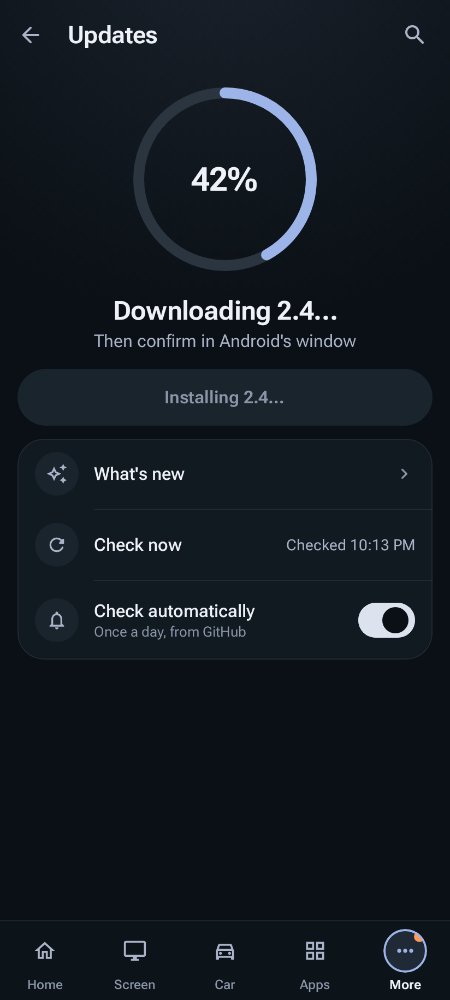 Updates
42%
Downloading 2.4...
Then confirm in Android's window
Installing 2.4...
What's new
Check now
Checked 10:13 PM
Check automatically
Once a day, from GitHub
Home
Screen
Car
Apps
More